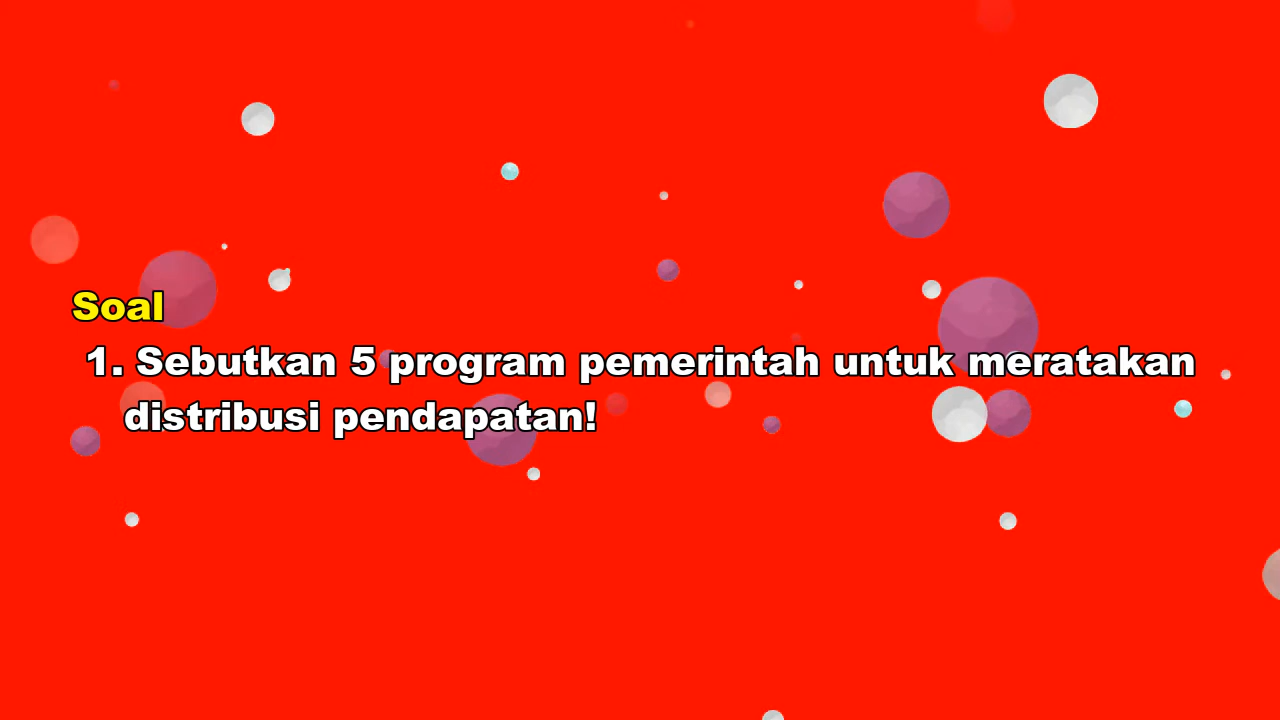 Soal
1. Sebutkan 5 program pemerintah untuk meratakan
distribusi pendapatan!